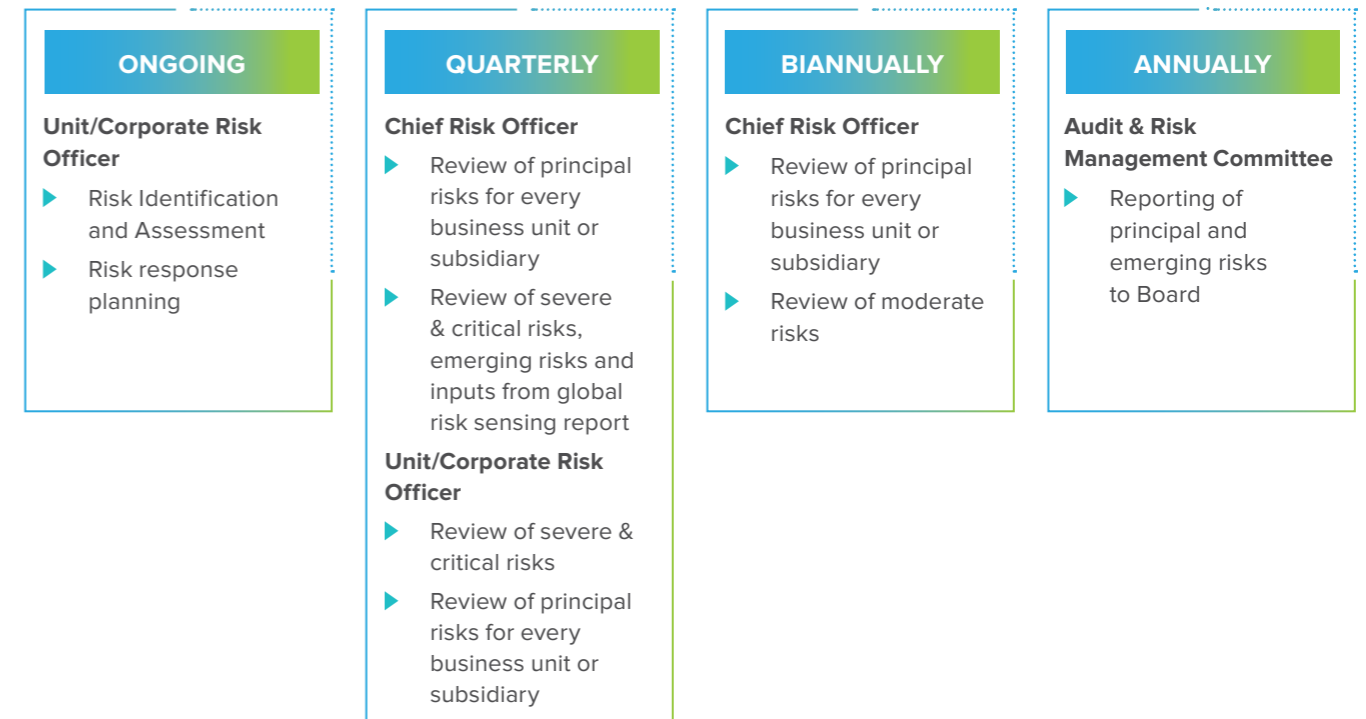 ONGOING
Unit/Corporate Risk
Officer
Risk Identification
and Assessment
Risk response
planning
QUARTERLY
Chief Risk Officer
Review of principal
risks for every
business unit or
subsidiary
Review of severe
& critical risks,
emerging risks and
inputs from global
risk sensing report
Unit/Corporate Risk
Officer
Review of severe &
critical risks
Review of principal
risks for every
business unit or
subsidiary
BIANNUALLY
Chief Risk Officer
Review of principal
risks for every
business unit or
subsidiary
Review of moderate
risks
ANNUALLY
Audit & Risk
Management Committee
Reporting of
principal and
emerging risks
to Board